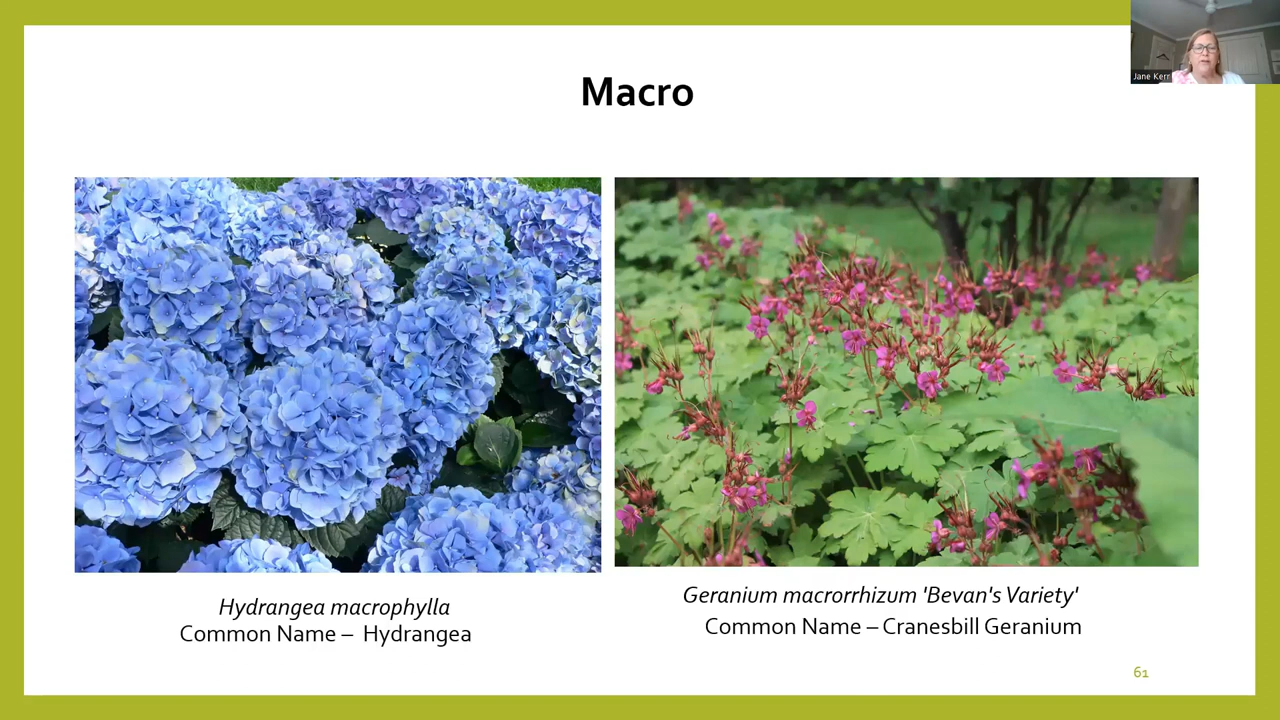 Jane Kerr
Macro
Hydrangea macrophylla
Common Name – Hydrangea
Geranium macrorrhizum 'Bevan's Variety'
Common Name – Cranesbill Geranium
61